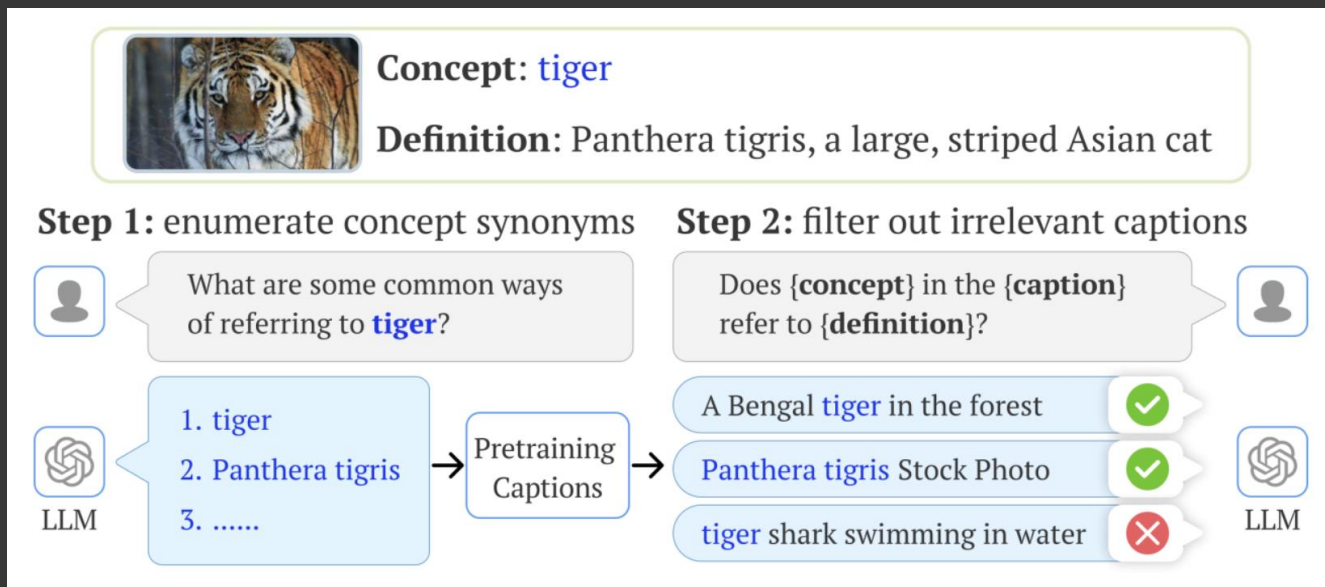 Concept: tiger
Definition: Panthera tigris, a large, striped Asian cat
Step 1: enumerate concept synonyms
What are some common ways
of referring to tiger?
LLM
1. tiger
2. Panthera tigris
3. ......
Pretraining
Captions
Step 2: filter out irrelevant captions
Does {concept} in the {caption}
refer to {definition}?
A Bengal tiger in the forest
Panthera tigris Stock Photo
tiger shark swimming in water
LLM